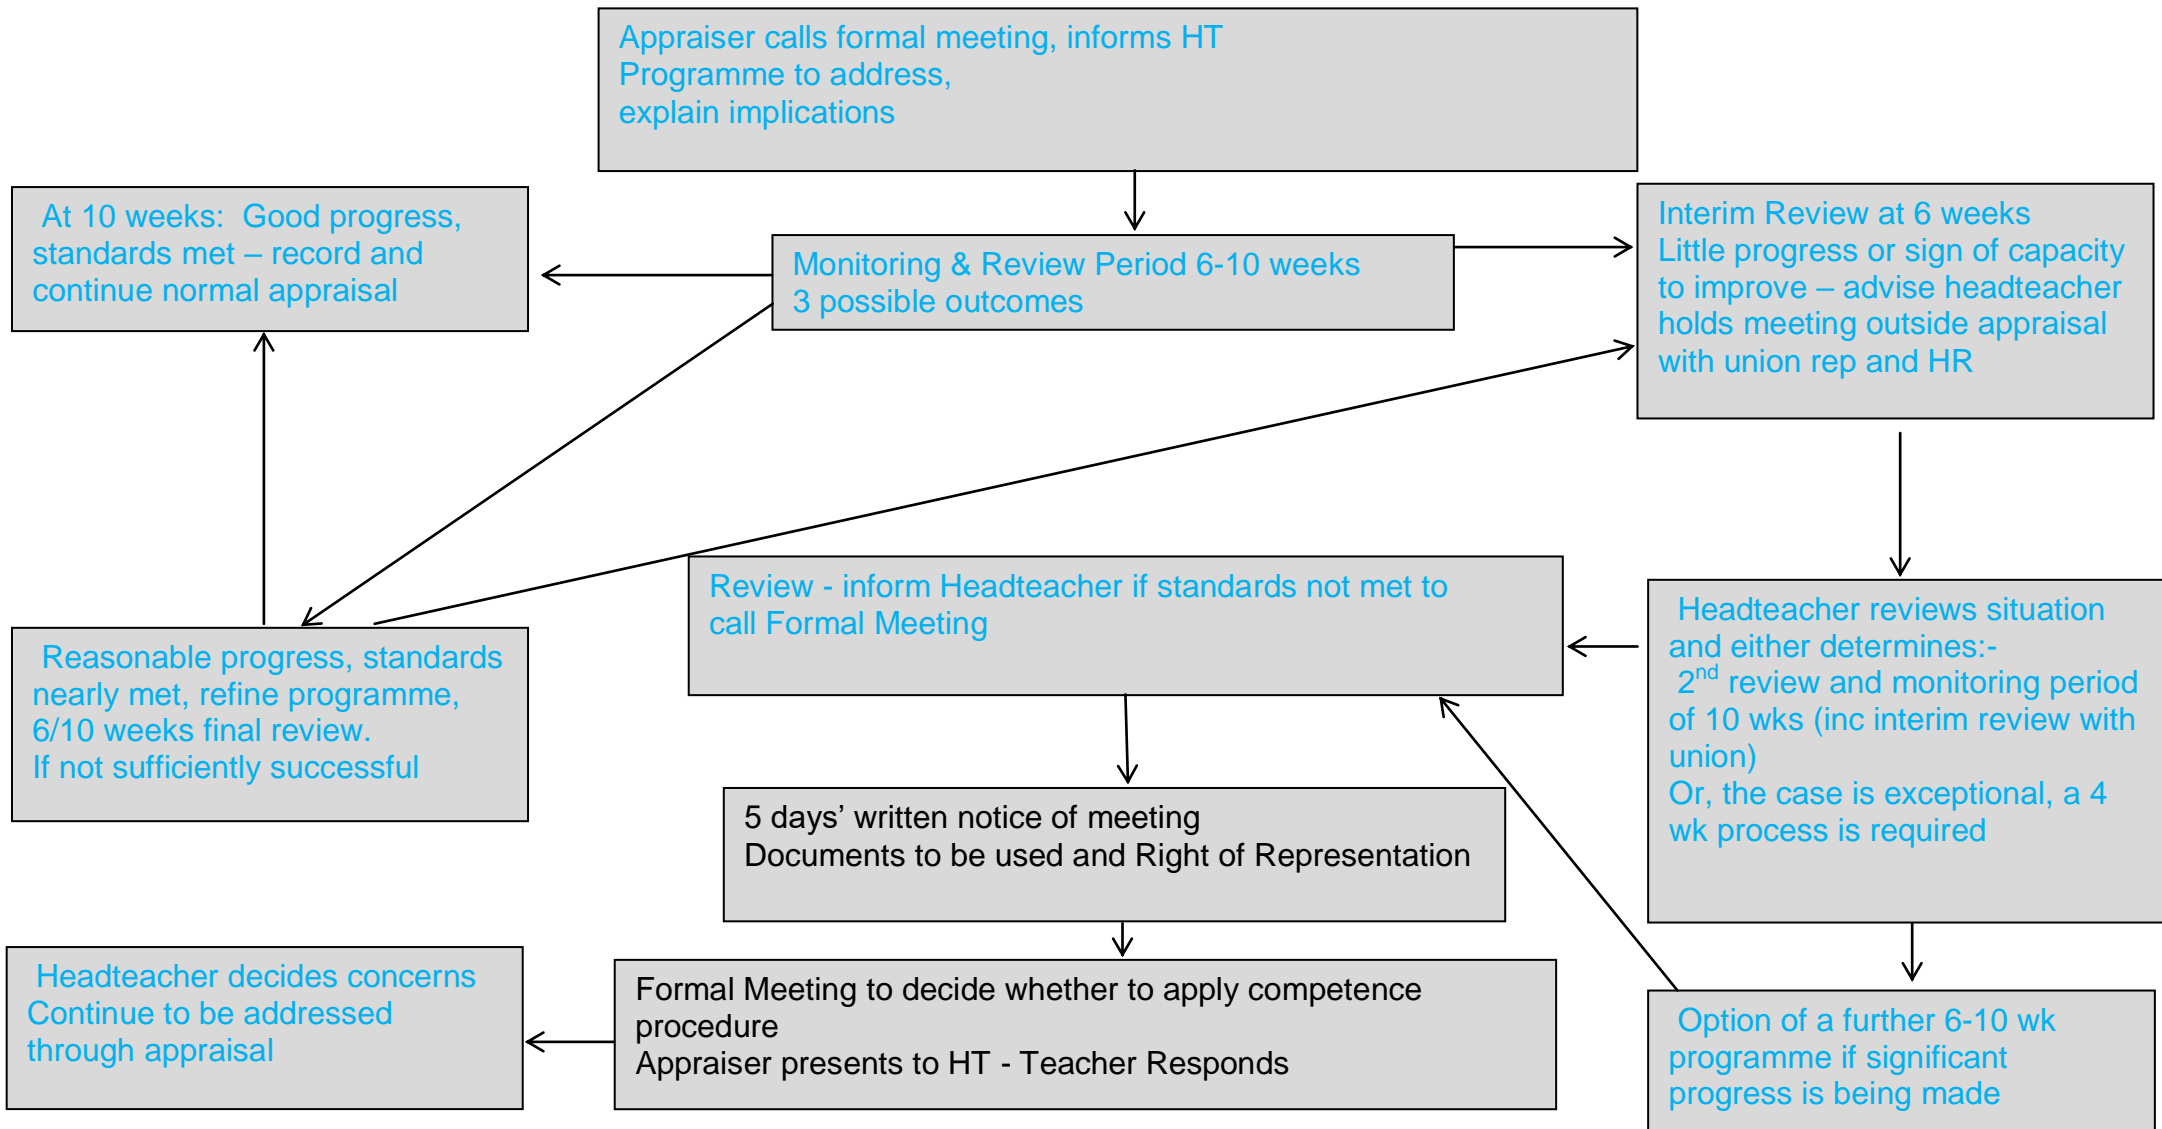 Appraiser calls formal meeting, informs HT
Programme to address,
explain implications
At 10 weeks:  Good progress,
standards met – record and
continue normal appraisal
Monitoring & Review Period 6-10 weeks
3 possible outcomes
Interim Review at 6 weeks
Little progress or sign of capacity
to improve – advise headteacher
holds meeting outside appraisal
with union rep and HR
Reasonable progress, standards
nearly met, refine programme,
6/10 weeks final review.
If not sufficiently successful
Review - inform Headteacher if standards not met to
call Formal Meeting
Headteacher reviews situation
and either determines:-
2nd review and monitoring period
of 10 wks (inc interim review with
union)
Or, the case is exceptional, a 4
wk process is required
5 days’ written notice of meeting
Documents to be used and Right of Representation
Headteacher decides concerns
Continue to be addressed
through appraisal
Formal Meeting to decide whether to apply competence
procedure
Appraiser presents to HT - Teacher Responds
Option of a further 6-10 wk
programme if significant
progress is being made